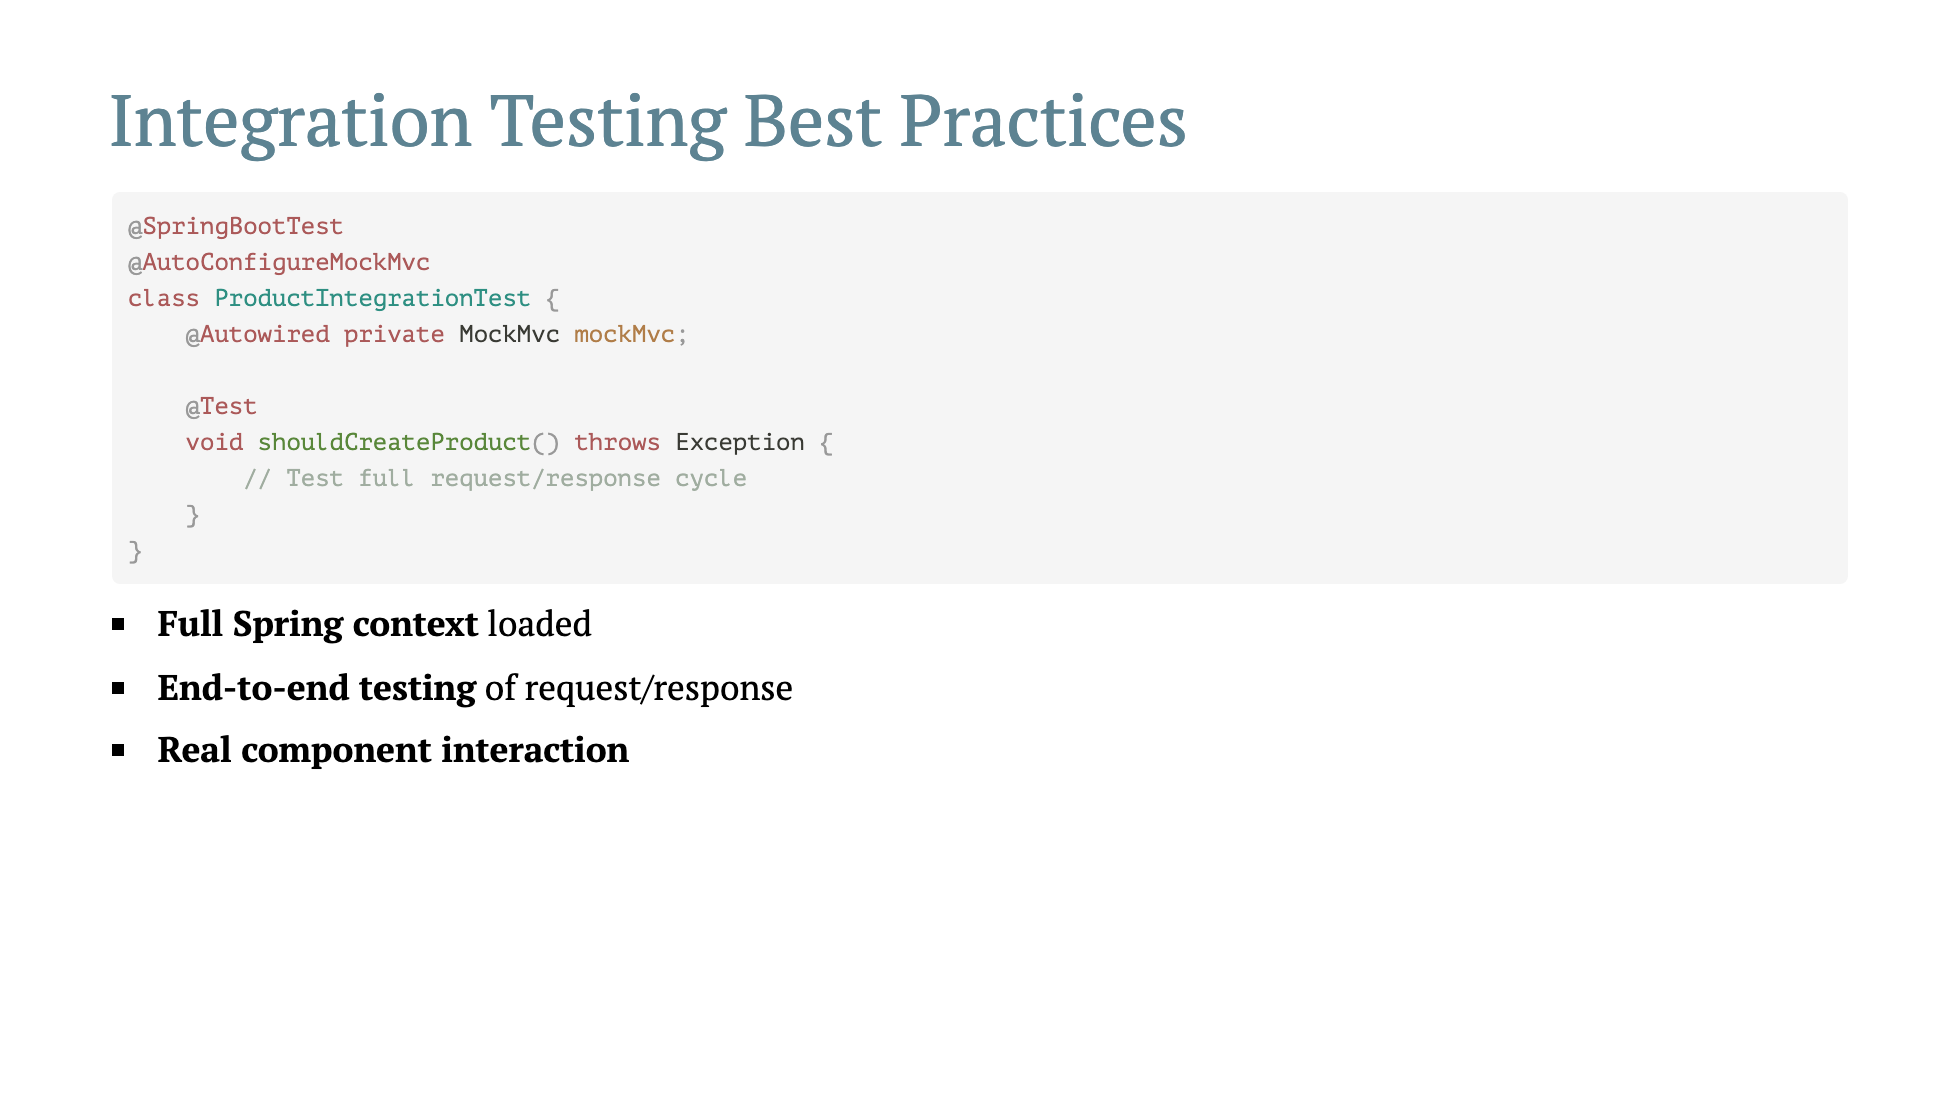 Integration Testing Best Practices
@SpringBootTest
@AutoConfigureMockMvc
class ProductIntegrationTest {
    @Autowired private MockMvc mockMvc;

    @Test
    void shouldCreateProduct() throws Exception {
        // Test full request/response cycle
    }
}
▪ Full Spring context loaded
▪ End-to-end testing of request/response
▪ Real component interaction